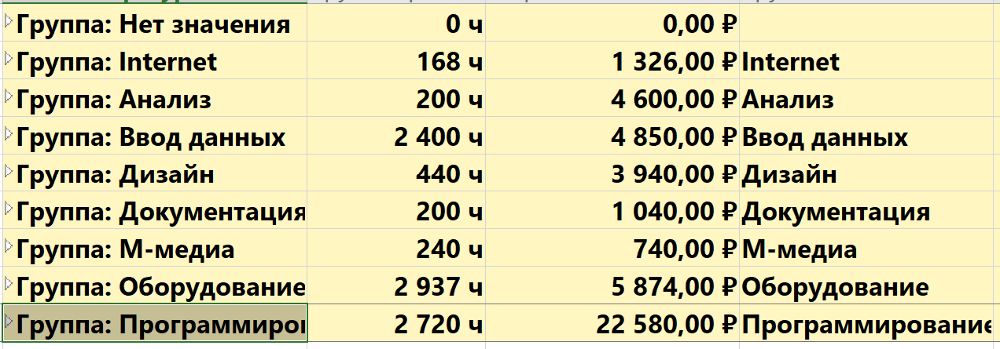 Группа: Нет значения 0 ч 0,00 ₽
Группа: Internet 168 ч 1 326,00 ₽ Internet
Группа: Анализ 200 ч 4 600,00 ₽ Анализ
Группа: Ввод данных 2 400 ч 4 850,00 ₽ Ввод данных
Группа: Дизайн 440 ч 3 940,00 ₽ Дизайн
Группа: Документация 200 ч 1 040,00 ₽ Документация
Группа: М-медиа 240 ч 740,00 ₽ М-медиа
Группа: Оборудование 2 937 ч 5 874,00 ₽ Оборудование
Группа: Программиров 2 720 ч 22 580,00 ₽ Программирование